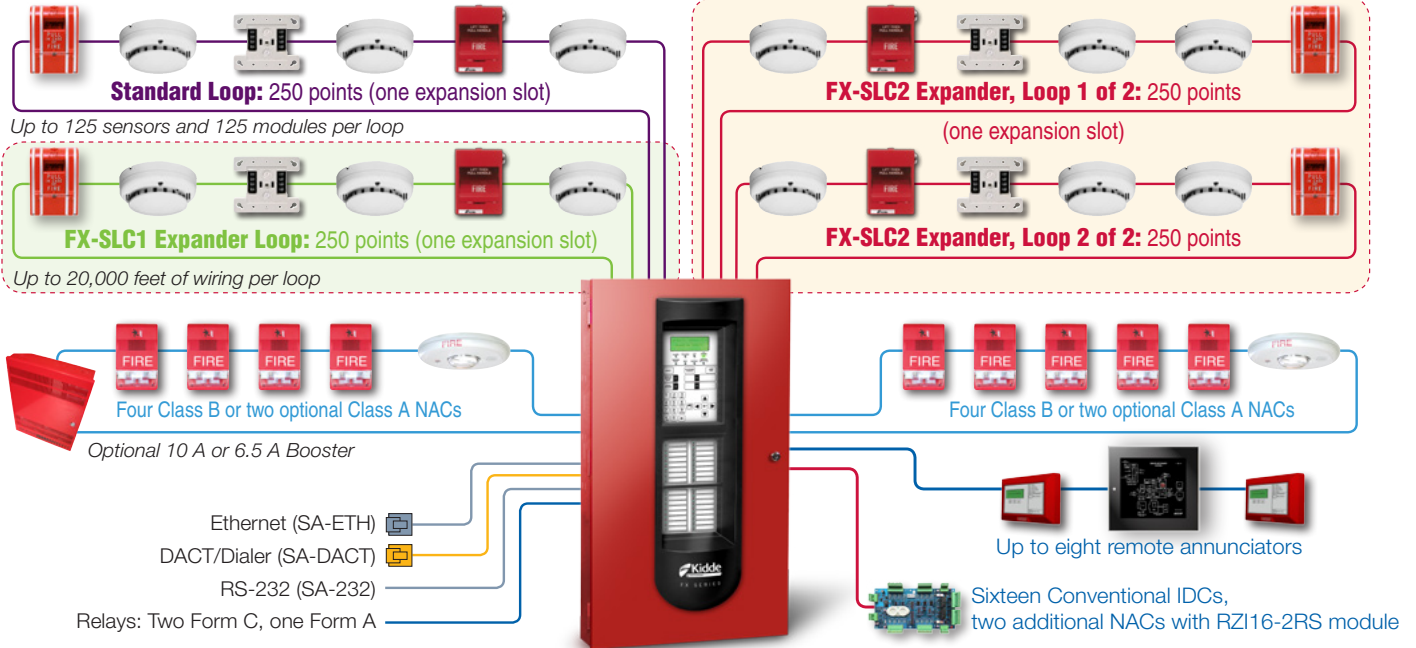 Standard Loop: 250 points (one expansion slot)
Up to 125 sensors and 125 modules per loop
FX-SLC1 Expander Loop: 250 points (one expansion slot)
Up to 20,000 feet of wiring per loop
FX-SLC2 Expander, Loop 1 of 2: 250 points
(one expansion slot)
FX-SLC2 Expander, Loop 2 of 2: 250 points
FIRE
FIRE
FIRE
FIRE
FIRE
Four Class B or two optional Class A NACs
Optional 10 A or 6.5 A Booster
FIRE
FIRE
FIRE
FIRE
FIRE
FIRE
Four Class B or two optional Class A NACs
Ethernet (SA-ETH)
DACT/Dialer (SA-DACT)
RS-232 (SA-232)
Relays: Two Form C, one Form A
Kidde
FX SERIES
Up to eight remote annunciators
Sixteen Conventional IDCs,
two additional NACs with RZI16-2RS module